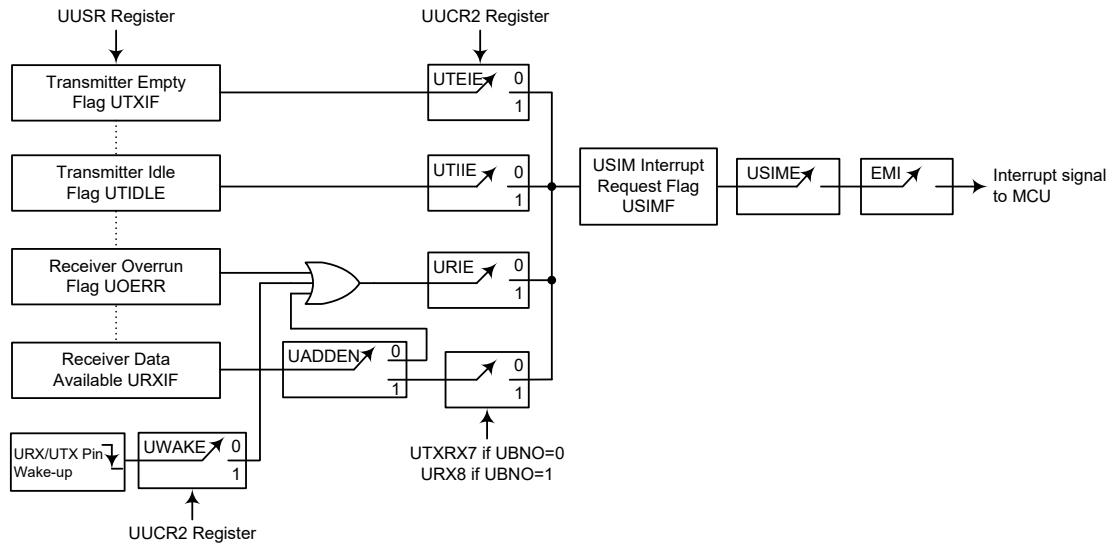 UUSR Register
UUCR2 Register
Transmitter Empty
Flag UTXIF
UTEIE
0
1
Transmitter Idle
Flag UTIDLE
UTIIE
0
1
USIM Interrupt
Request Flag
USIMF
USIME
EMI
Interrupt signal
to MCU
Receiver Overrun
Flag UOERR
URIE
0
1
Receiver Data
Available URXIF
UADDEN
0
1
0
1
URX/UTX Pin
Wake-up
UWAKE
0
1
UTXRX7 if UBNO=0
URX8 if UBNO=1
UUCR2 Register